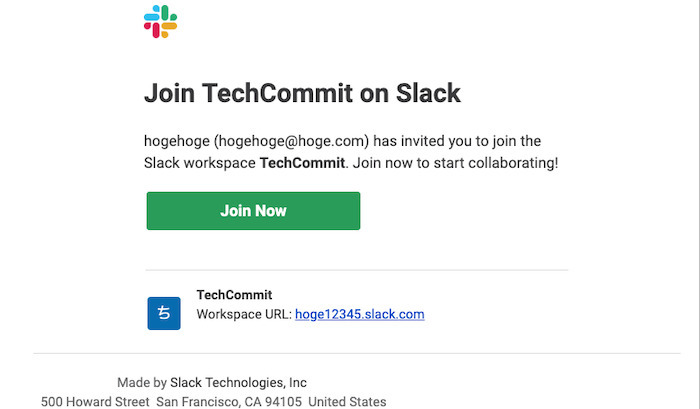 Join TechCommit on Slack
hogehoge (hogehoge@hoge.com) has invited you to join the
Slack workspace TechCommit. Join now to start collaborating!
Join Now
TechCommit
ち
Workspace URL: hoge12345.slack.com
Made by Slack Technologies, Inc
500 Howard Street San Francisco, CA 94105 United States